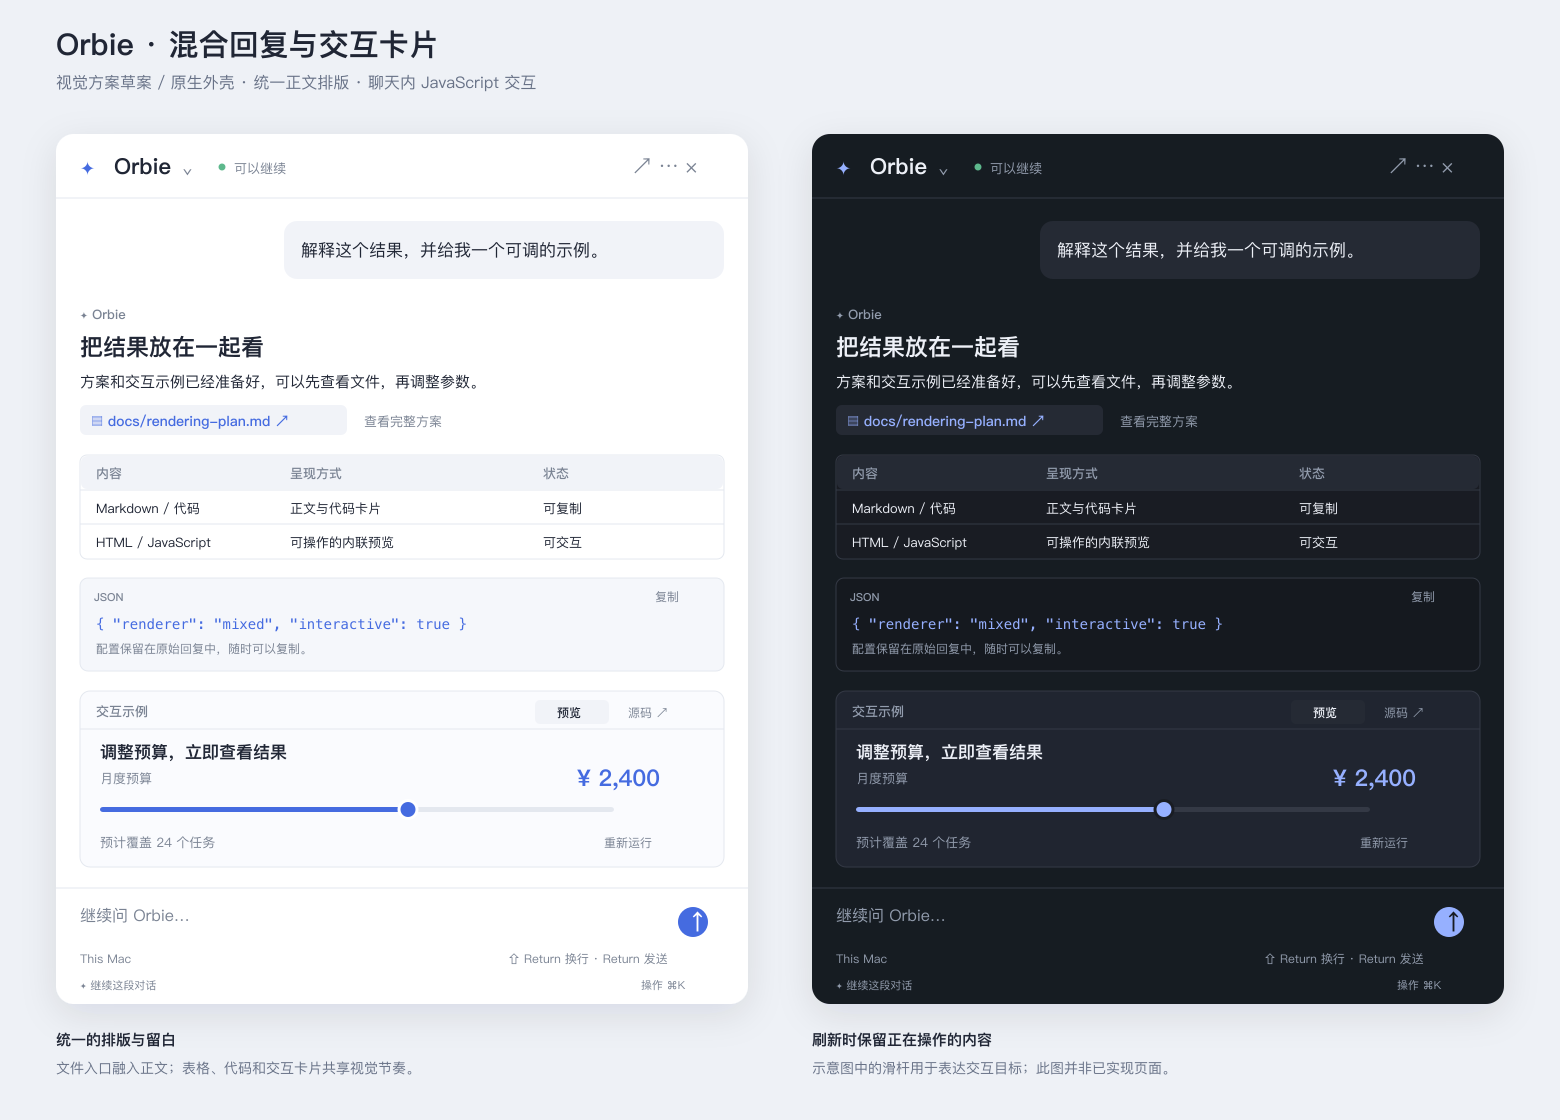 Orbie · 混合回复与交互卡片
视觉方案草案 / 原生外壳 · 统一正文排版 · 聊天内 JavaScript 交互
Orbie
可以继续
解释这个结果，并给我一个可调的示例。
Orbie
把结果放在一起看
方案和交互示例已经准备好，可以先查看文件，再调整参数。
docs/rendering-plan.md ↗ 查看完整方案
内容 呈现方式 状态
Markdown / 代码 正文与代码卡片 可复制
HTML / JavaScript 可操作的内联预览 可交互
JSON 复制
{ "renderer": "mixed", "interactive": true }
配置保留在原始回复中，随时可以复制。
交互示例 预览 源码 ↗
调整预算，立即查看结果
月度预算 ¥ 2,400
预计覆盖 24 个任务 重新运行
继续问 Orbie...
This Mac ⇧ Return 换行 · Return 发送
继续这段对话 操作 ⌘K
统一的排版与留白
文件入口融入正文；表格、代码和交互卡片共享视觉节奏。
Orbie
可以继续
解释这个结果，并给我一个可调的示例。
Orbie
把结果放在一起看
方案和交互示例已经准备好，可以先查看文件，再调整参数。
docs/rendering-plan.md ↗ 查看完整方案
内容 呈现方式 状态
Markdown / 代码 正文与代码卡片 可复制
HTML / JavaScript 可操作的内联预览 可交互
JSON 复制
{ "renderer": "mixed", "interactive": true }
配置保留在原始回复中，随时可以复制。
交互示例 预览 源码 ↗
调整预算，立即查看结果
月度预算 ¥ 2,400
预计覆盖 24 个任务 重新运行
继续问 Orbie...
This Mac ⇧ Return 换行 · Return 发送
继续这段对话 操作 ⌘K
刷新时保留正在操作的内容
示意图中的滑杆用于表达交互目标；此图并非已实现页面。